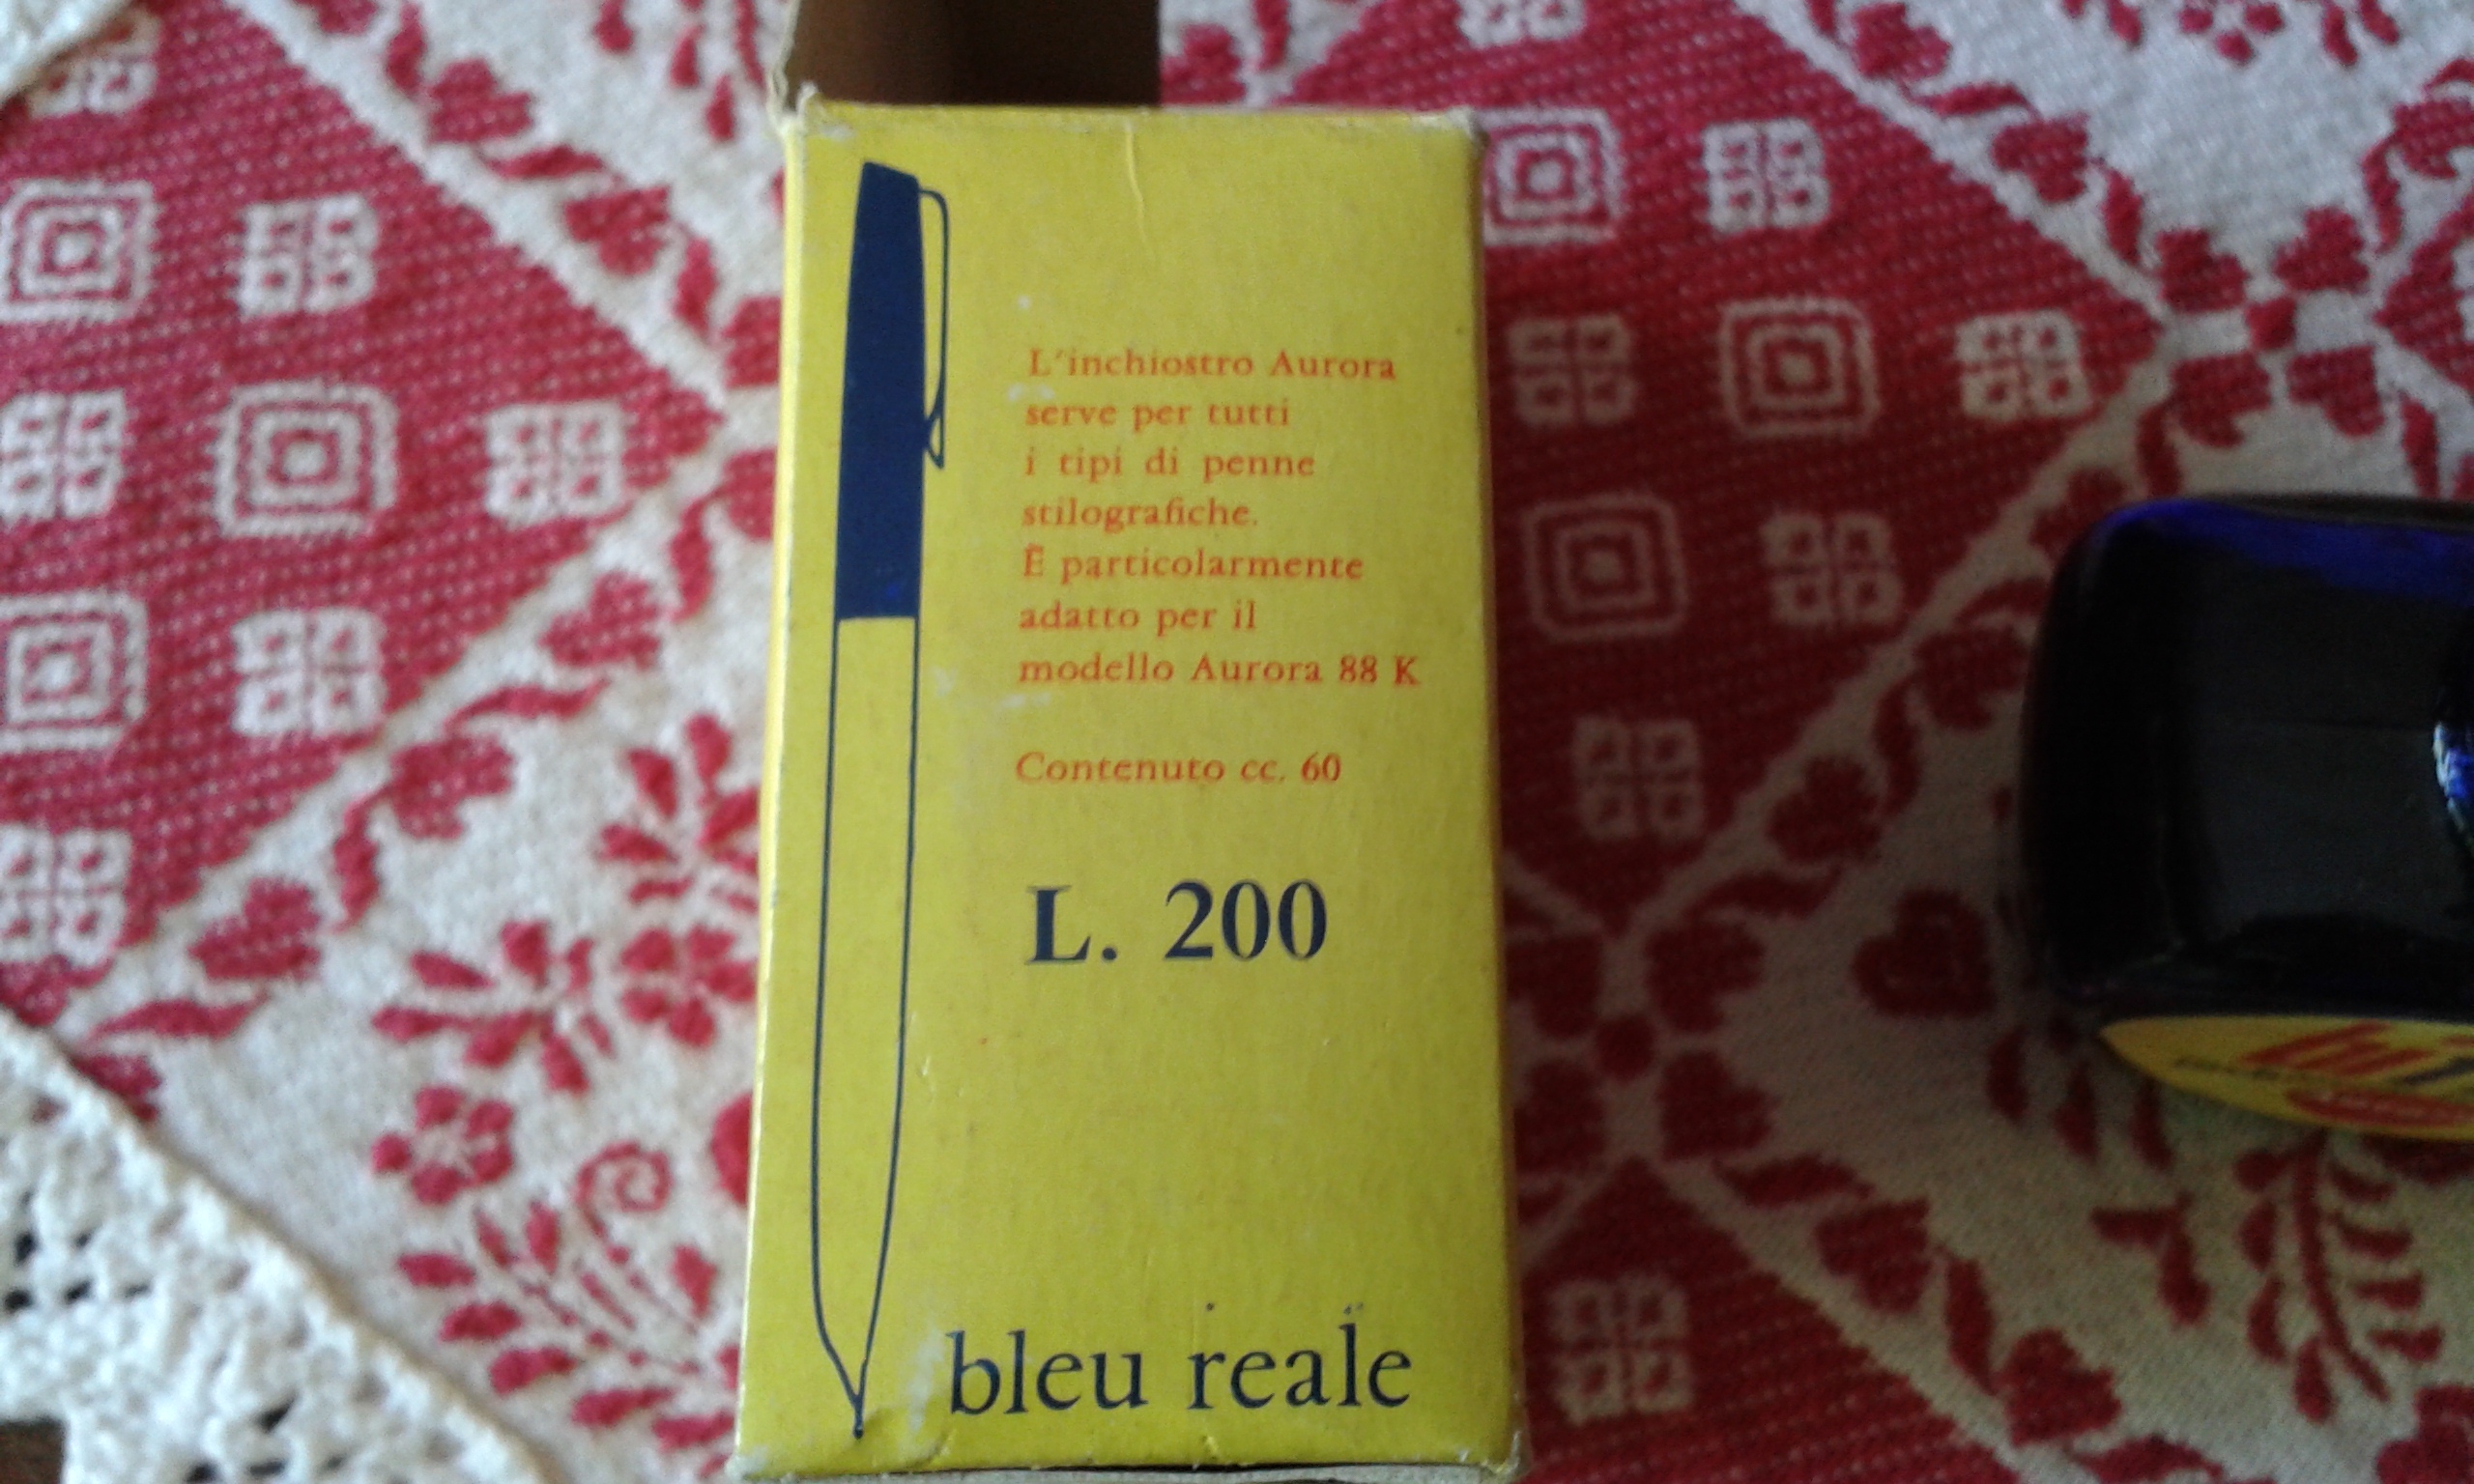 L'inchiostro Aurora
serve per tutti
i tipi di penne
stilografiche.
È particolarmente
adatto per il
modello Aurora 88 K
Contenuto cc. 60
L. 200
bleu reale